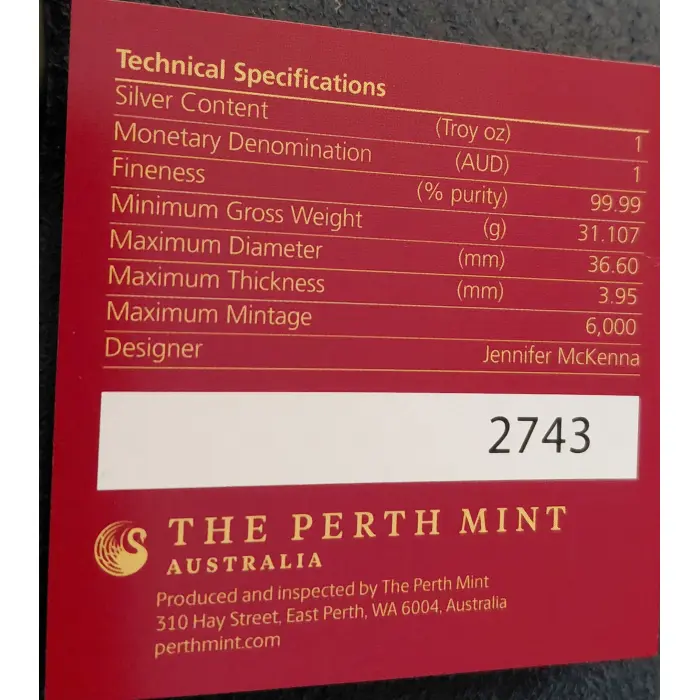 Technical Specifications
Silver Content (Troy oz) 1
Monetary Denomination (AUD) 1
Fineness (% purity) 99.99
Minimum Gross Weight (g) 31.107
Maximum Diameter (mm) 36.60
Maximum Thickness (mm) 3.95
Maximum Mintage 6,000
Designer Jennifer McKenna
2743
THE PERTH MINT
AUSTRALIA
Produced and inspected by The Perth Mint
310 Hay Street, East Perth, WA 6004, Australia
perthmint.com